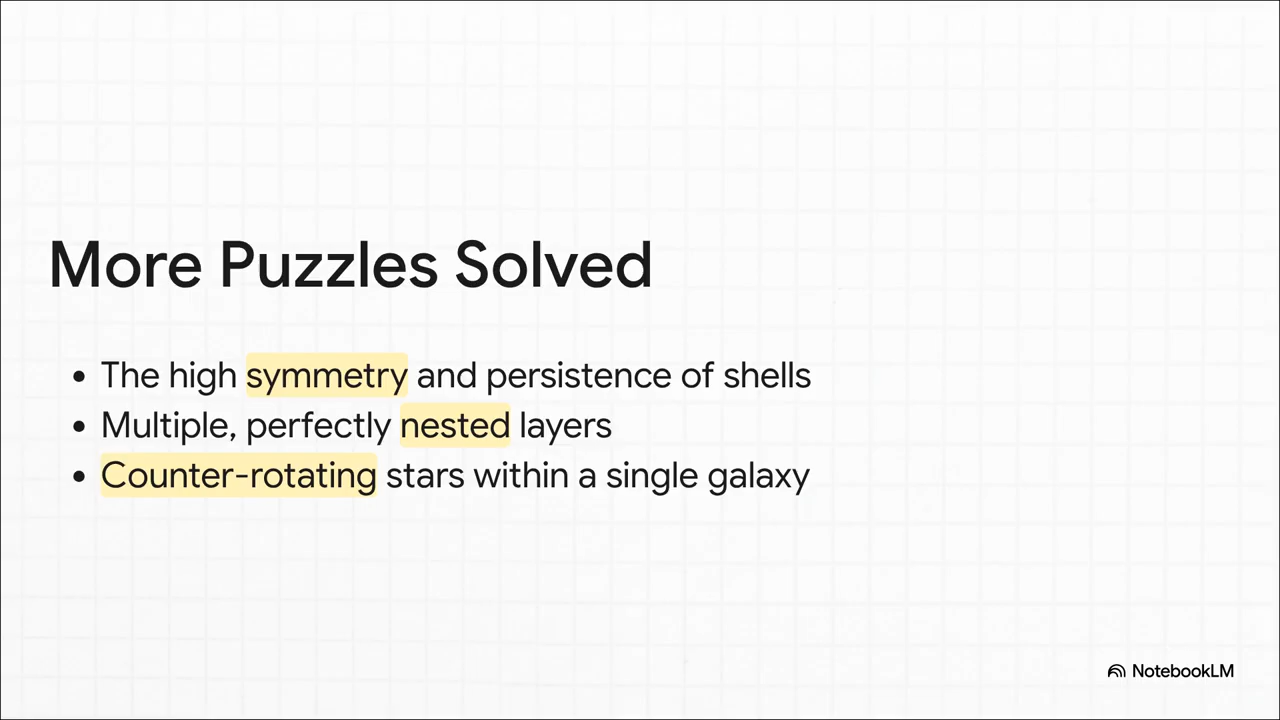 More Puzzles Solved
• The high symmetry and persistence of shells
• Multiple, perfectly nested layers
• Counter-rotating stars within a single galaxy
NotebookLM